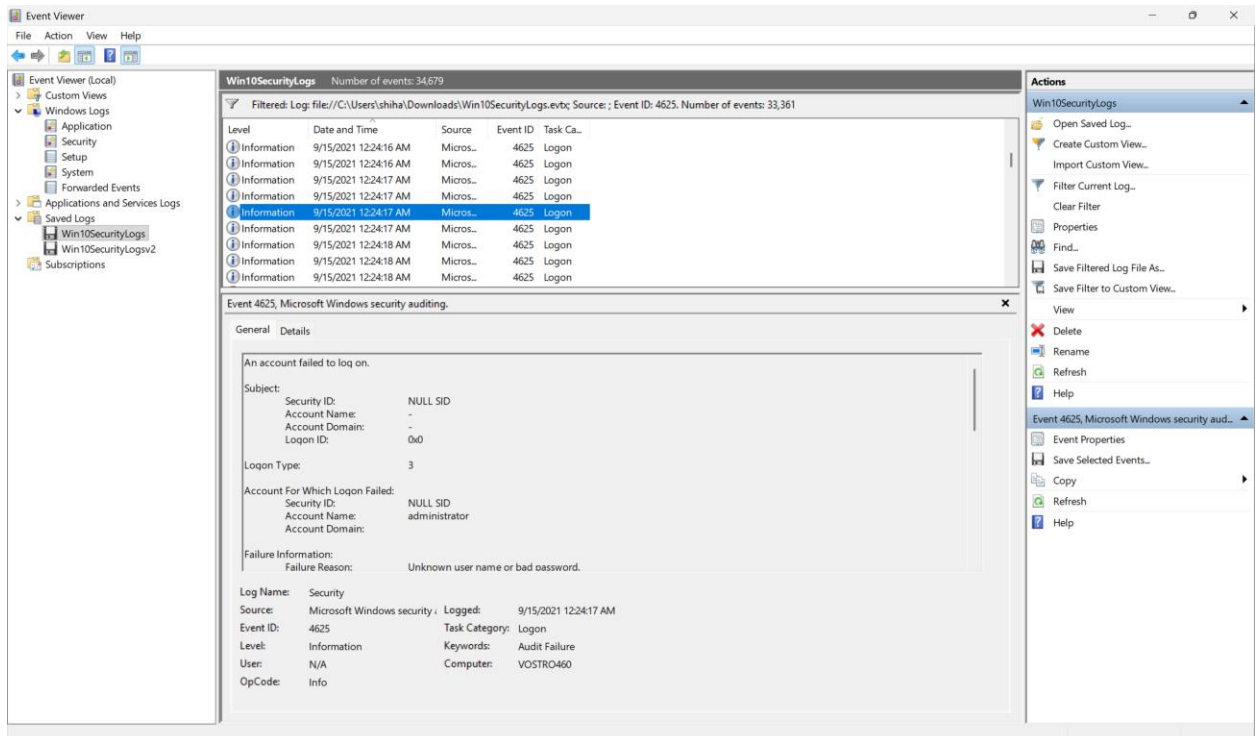 Event Viewer
File Action View Help
Event Viewer (Local)
Custom Views
Windows Logs
Application
Security
Setup
System
Forwarded Events
Applications and Services Logs
Saved Logs
Win10SecurityLogs
Win10SecurityLogsv2
Subscriptions
Win10SecurityLogs Number of events: 34,679
Filtered: Log: file://C:\Users\shiha\Downloads\Win10SecurityLogs.evtx; Source: ; Event ID: 4625. Number of events: 33,361
Level Date and Time Source Event ID Task Ca...
Information 9/15/2021 12:24:16 AM Micros... 4625 Logon
Information 9/15/2021 12:24:16 AM Micros... 4625 Logon
Information 9/15/2021 12:24:17 AM Micros... 4625 Logon
Information 9/15/2021 12:24:17 AM Micros... 4625 Logon
Information 9/15/2021 12:24:17 AM Micros... 4625 Logon
Information 9/15/2021 12:24:17 AM Micros... 4625 Logon
Information 9/15/2021 12:24:18 AM Micros... 4625 Logon
Information 9/15/2021 12:24:18 AM Micros... 4625 Logon
Information 9/15/2021 12:24:18 AM Micros... 4625 Logon
Event 4625, Microsoft Windows security auditing.
General Details
An account failed to log on.
Subject:
Security ID: NULL SID
Account Name: -
Account Domain: -
Logon ID: 0x0
Logon Type: 3
Account For Which Logon Failed:
Security ID: NULL SID
Account Name: administrator
Account Domain:
Failure Information:
Failure Reason: Unknown user name or bad password.
Log Name: Security
Source: Microsoft Windows security Logged: 9/15/2021 12:24:17 AM
Event ID: 4625 Task Category: Logon
Level: Information Keywords: Audit Failure
User: N/A Computer: VOSTRO460
OpCode: Info
Actions
Win10SecurityLogs
Open Saved Log...
Create Custom View...
Import Custom View...
Filter Current Log...
Clear Filter
Properties
Find...
Save Filtered Log File As...
Save Filter to Custom View...
View
Delete
Rename
Refresh
Help
Event 4625, Microsoft Windows security aud...
Event Properties
Save Selected Events...
Copy
Refresh
Help